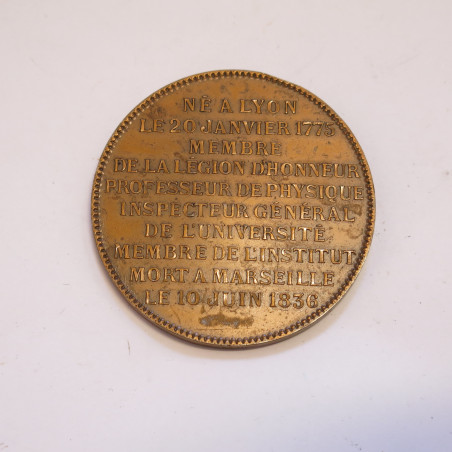 NÉ A LYON
LE 20 JANVIER 1775
MEMBRE
DE LA LÉGION D'HONNEUR
PROFESSEUR DE PHYSIQUE
INSPECTEUR GÉNÉRAL
DE L'UNIVERSITÉ
MEMBRE DE L'INSTITUT
MORT A MARSEILLE
LE 10 JUIN 1836